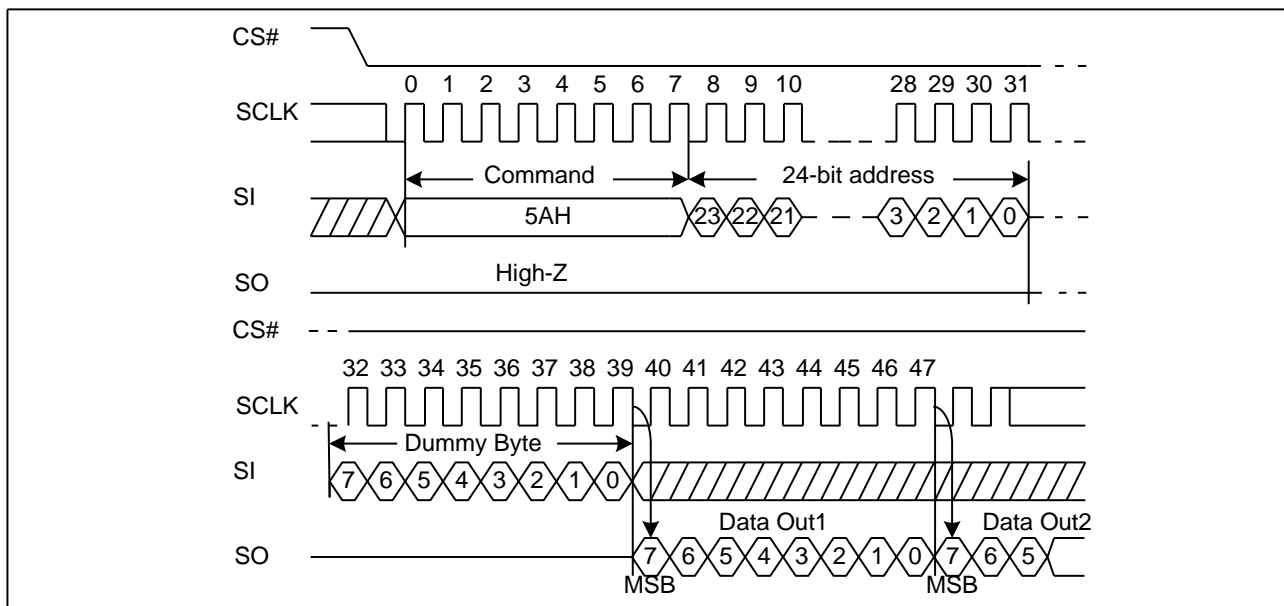 CS#
0 1 2 3 4 5 6 7 8 9 10 28 29 30 31
SCLK
Command 24-bit address
SI
5AH 23 22 21 3 2 1 0
High-Z
SO
CS#
32 33 34 35 36 37 38 39 40 41 42 43 44 45 46 47
SCLK
Dummy Byte
SI
7 6 5 4 3 2 1 0
Data Out1 Data Out2
SO
7 6 5 4 3 2 1 0 7 6 5
MSB MSB